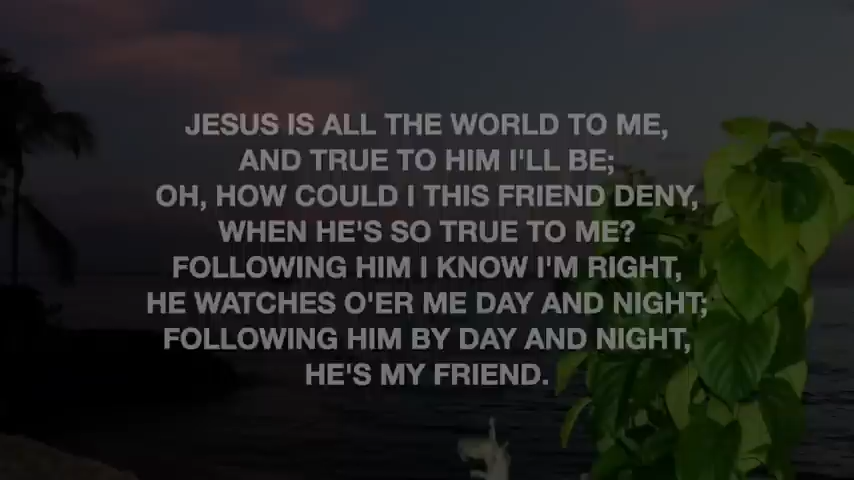 JESUS IS ALL THE WORLD TO ME,
AND TRUE TO HIM I'LL BE;
OH, HOW COULD I THIS FRIEND DENY,
WHEN HE'S SO TRUE TO ME?
FOLLOWING HIM I KNOW I'M RIGHT,
HE WATCHES O'ER ME DAY AND NIGHT;
FOLLOWING HIM BY DAY AND NIGHT,
HE'S MY FRIEND.